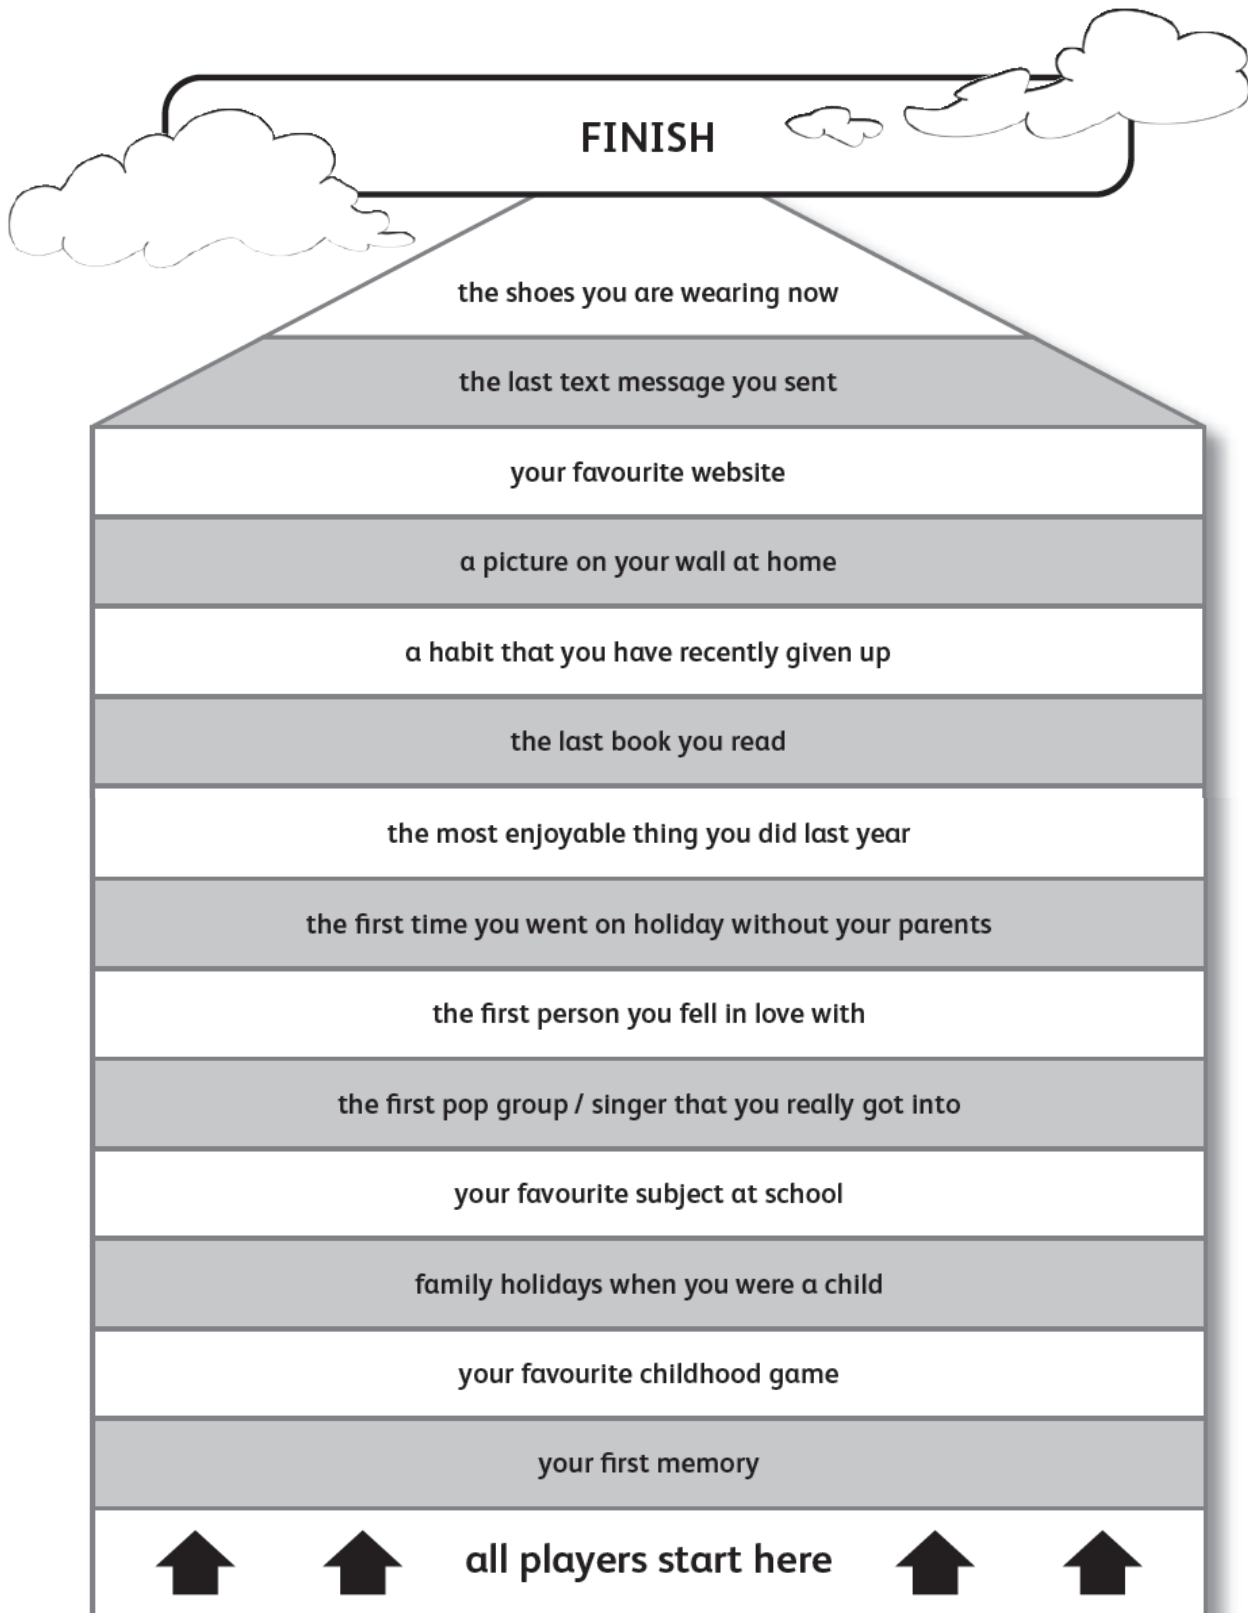 FINISH
the shoes you are wearing now
the last text message you sent
your favourite website
a picture on your wall at home
a habit that you have recently given up
the last book you read
the most enjoyable thing you did last year
the first time you went on holiday without your parents
the first person you fell in love with
the first pop group / singer that you really got into
your favourite subject at school
family holidays when you were a child
your favourite childhood game
your first memory
all players start here